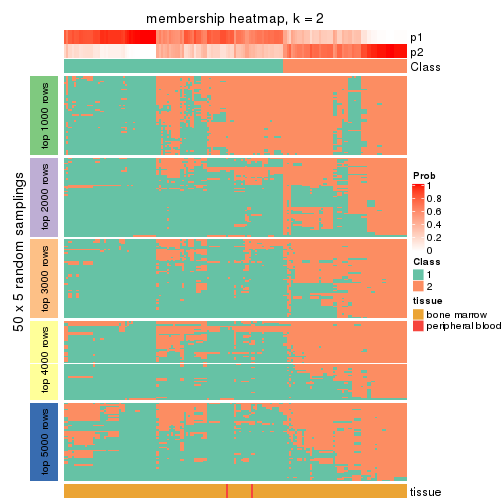 membership heatmap, k = 2
p1
p2
Class
50 x 5 random samplings
top 1000 rows
top 2000 rows
top 3000 rows
top 4000 rows
top 5000 rows
tissue
Prob
1
0.8
0.6
0.4
0.2
0
Class
1
2
tissue
bone marrow
peripheral blood